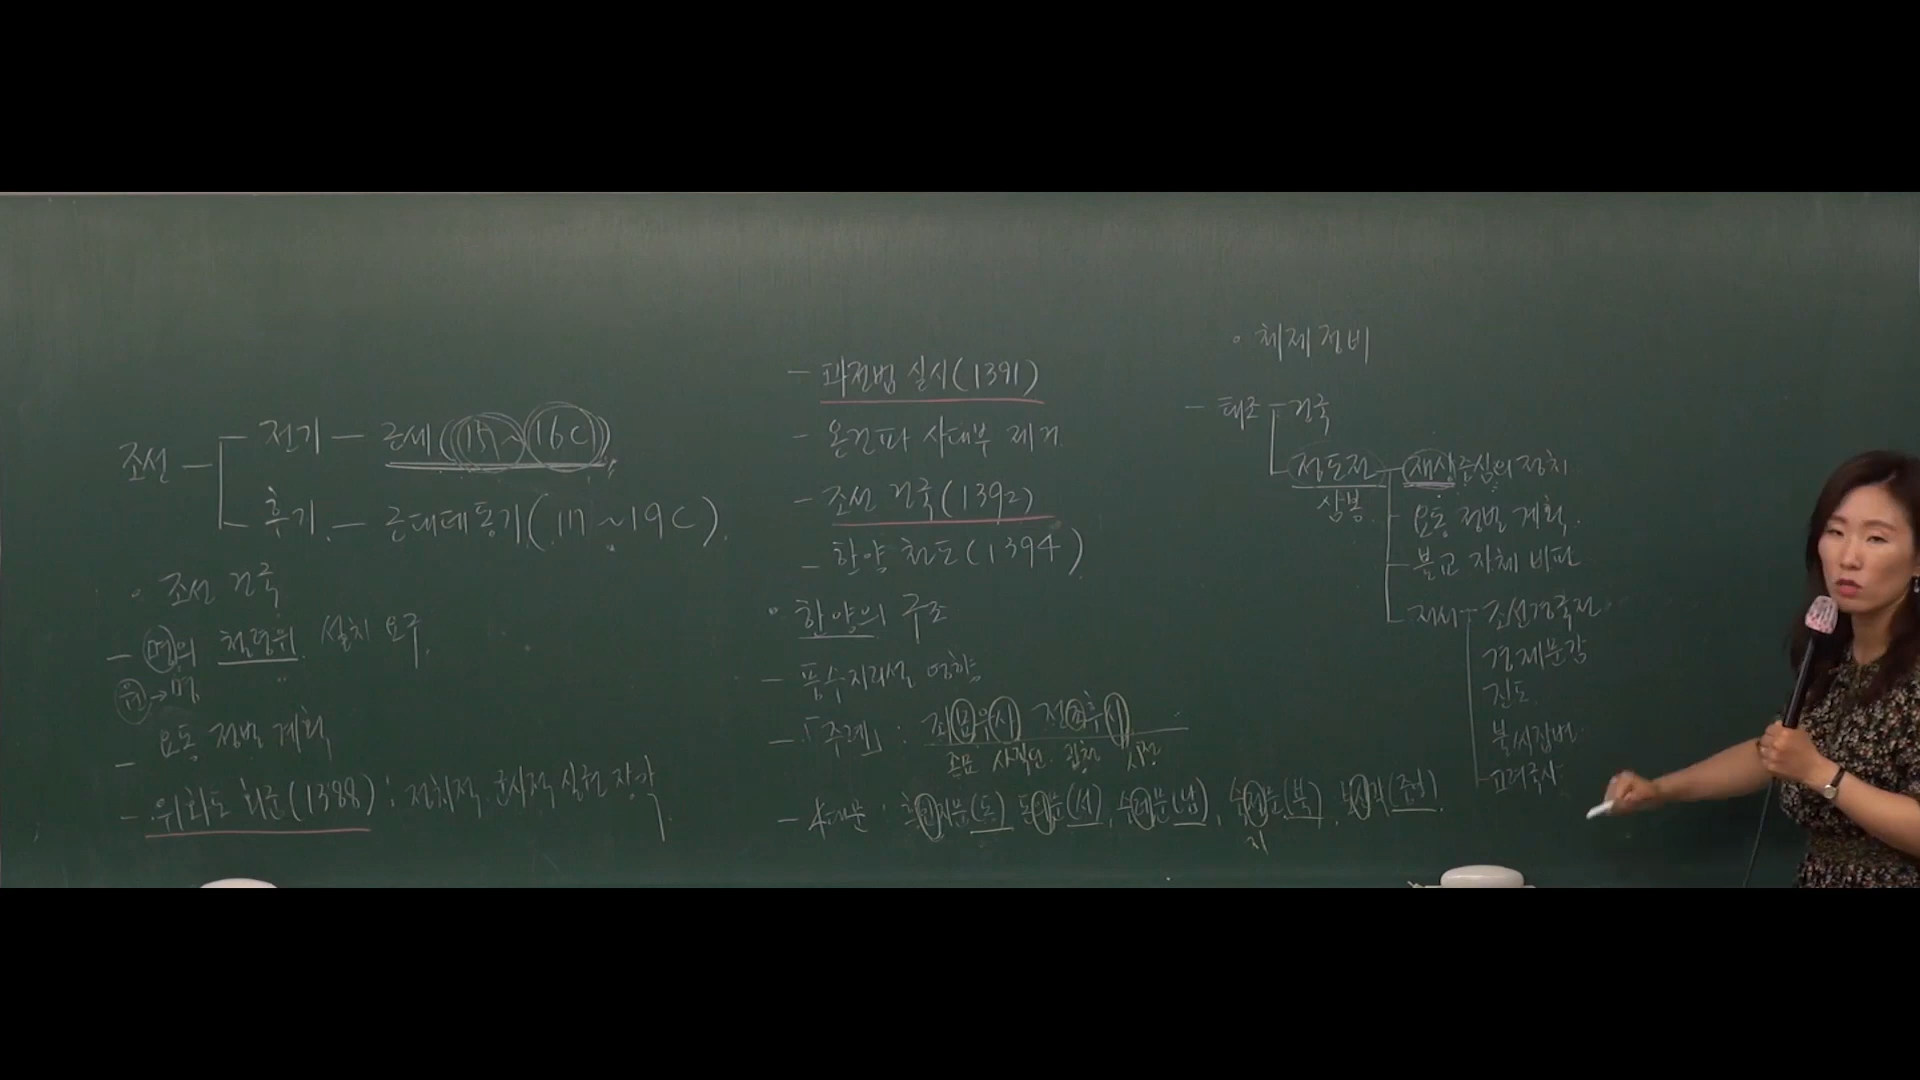 조선 — 전기 — 근세(15~16C)
후기 — 근대태동기(17~19C)
• 조선 건국
— 明의 철령위 설치 요구
元→明
— 요동 정벌 계획
— 위화도 회군(1388) : 정치적, 군사적 실권 장악
— 과전법 실시(1391)
— 온건파 사대부 제거
— 조선 건국(1392)
— 한양 천도(1394)
• 한양의 구조
— 풍수지리설 영향
— 「주례」 : 좌묘우사 전조후시
종묘 사직단 시전
— 4대문 : 흥인지문(동) 돈의문(서), 숭례문(남), 숙정문(북), 보신각(중앙)
지
• 체제정비
— 태조 — 건국
정도전 — 재상중심의 정치
삼봉
요동 정벌 계획
불교 자체 비판
저서 — 조선경국전
경제문감
진도
불씨잡변
고려국사